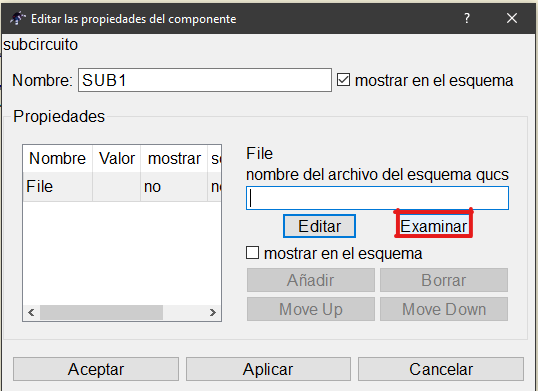 Editar las propiedades del componente
subcircuito
Nombre: SUB1 mostrar en el esquema
Propiedades
Nombre Valor mostrar
File no
File
nombre del archivo del esquema qucs
Editar Examinar
mostrar en el esquema
Añadir Borrar
Move Up Move Down
Aceptar Aplicar Cancelar